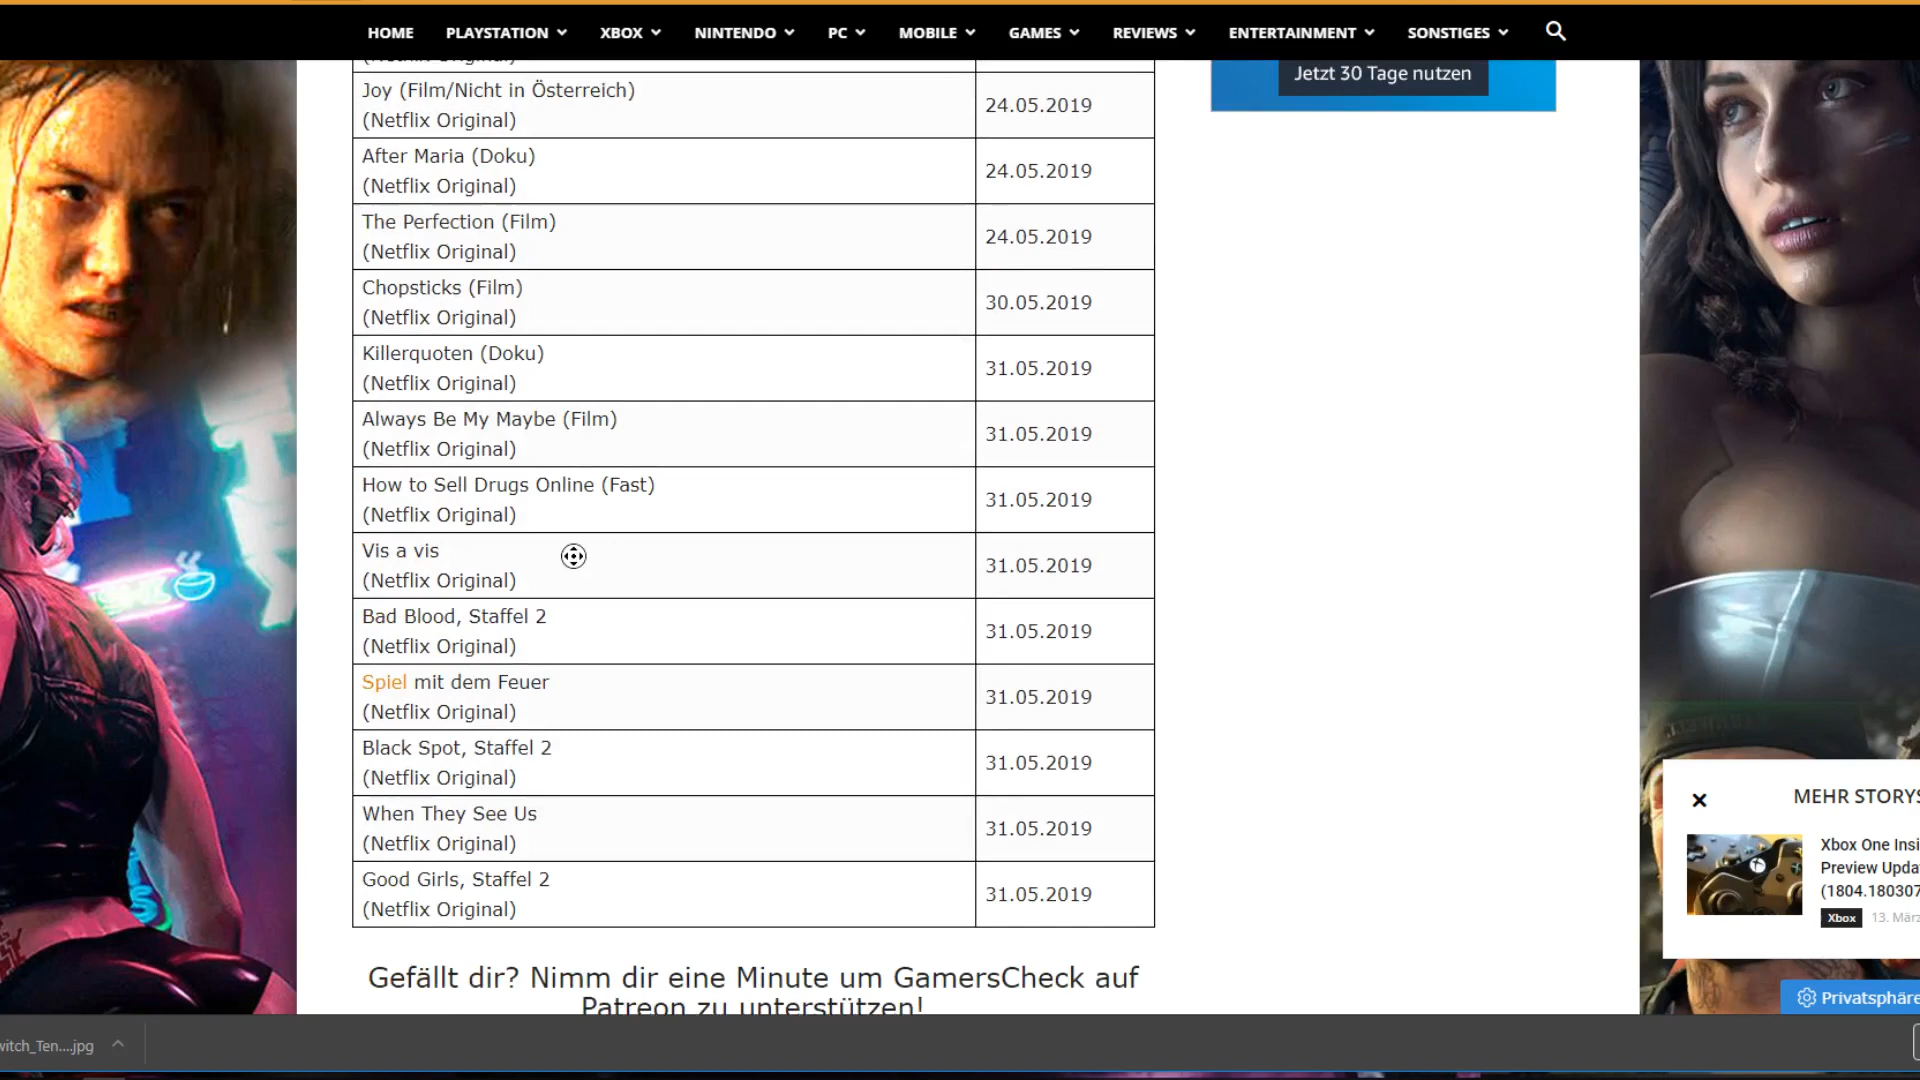 HOME PLAYSTATION XBOX NINTENDO PC MOBILE GAMES REVIEWS ENTERTAINMENT SONSTIGES
Jetzt 30 Tage nutzen
Joy (Film/Nicht in Österreich)
(Netflix Original)
24.05.2019
After Maria (Doku)
(Netflix Original)
24.05.2019
The Perfection (Film)
(Netflix Original)
24.05.2019
Chopsticks (Film)
(Netflix Original)
30.05.2019
Killerquoten (Doku)
(Netflix Original)
31.05.2019
Always Be My Maybe (Film)
(Netflix Original)
31.05.2019
How to Sell Drugs Online (Fast)
(Netflix Original)
31.05.2019
Vis a vis
(Netflix Original)
31.05.2019
Bad Blood, Staffel 2
(Netflix Original)
31.05.2019
Spiel mit dem Feuer
(Netflix Original)
31.05.2019
Black Spot, Staffel 2
(Netflix Original)
31.05.2019
When They See Us
(Netflix Original)
31.05.2019
Good Girls, Staffel 2
(Netflix Original)
31.05.2019
Gefällt dir? Nimm dir eine Minute um GamersCheck auf
Patreon zu unterstützen!
MEHR STORYS
Xbox One Insi
Preview Upda
(1804.180307
Xbox 13. März
Privatsphäre
witch_Ten....jpg